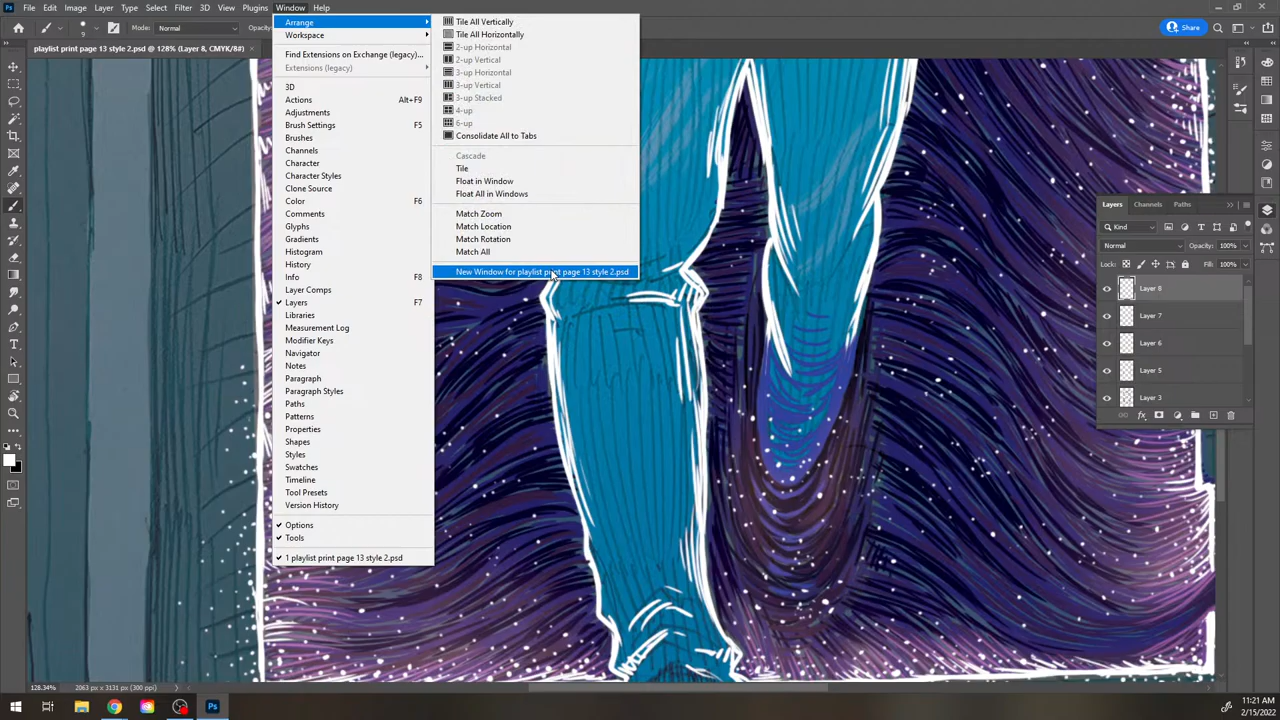 Ps File Edit Image Layer Type Select Filter 3D View Plugins Window Help
9 Mode: Normal Opacity:
Share
playlist print page 13 style 2.psd @ 128% (Layer 8, CMYK/8#) ×
Arrange
Workspace
Find Extensions on Exchange (legacy)...
Extensions (legacy)
3D
Actions Alt+F9
Adjustments
Brush Settings F5
Brushes
Channels
Character
Character Styles
Clone Source
Color F6
Comments
Glyphs
Gradients
Histogram
History
Info F8
Layer Comps
Layers F7
Libraries
Measurement Log
Modifier Keys
Navigator
Notes
Paragraph
Paragraph Styles
Paths
Patterns
Properties
Shapes
Styles
Swatches
Timeline
Tool Presets
Version History
Options
Tools
1 playlist print page 13 style 2.psd
Tile All Vertically
Tile All Horizontally
2-up Horizontal
2-up Vertical
3-up Horizontal
3-up Vertical
3-up Stacked
4-up
6-up
Consolidate All to Tabs
Cascade
Tile
Float in Window
Float All in Windows
Match Zoom
Match Location
Match Rotation
Match All
New Window for playlist print page 13 style 2.psd
Layers Channels Paths
Kind
Normal Opacity: 100%
Lock: Fill: 100%
Layer 8
Layer 7
Layer 6
Layer 5
Layer 3
fx
128.34% 2063 px x 3131 px (300 ppi)
Ps
11:21 AM
2/15/2022